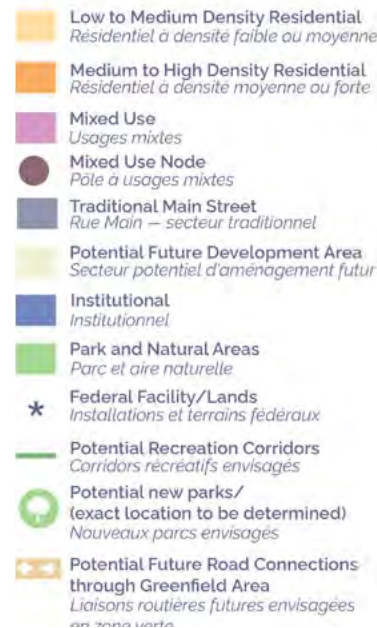 Low to Medium Density Residential
Résidentiel à densité faible ou moyenne
Medium to High Density Residential
Résidentiel à densité moyenne ou forte
Mixed Use
Usages mixtes
Mixed Use Node
Pôle à usages mixtes
Traditional Main Street
Rue Main — secteur traditionnel
Potential Future Development Area
Secteur potentiel d'aménagement futur
Institutional
Institutionnel
Park and Natural Areas
Parc et aire naturelle
Federal Facility/Lands
Installations et terrains fédéraux
Potential Recreation Corridors
Corridors récréatifs envisagés
Potential new parks/
(exact location to be determined)
Nouveaux parcs envisagés
Potential Future Road Connections
through Greenfield Area
Liaisons routières futures envisagées
en zone verte